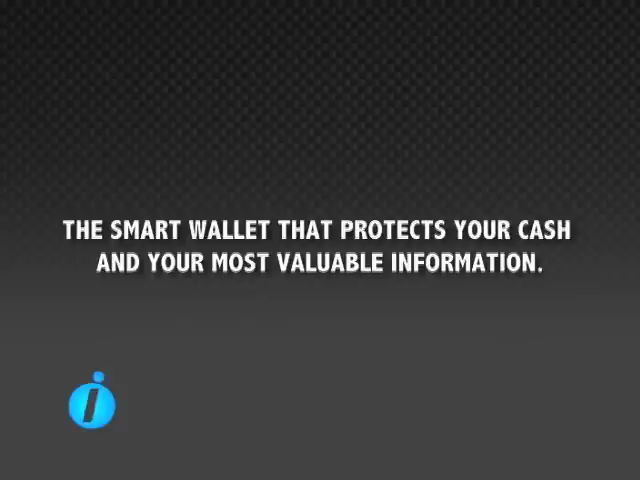 THE SMART WALLET THAT PROTECTS YOUR CASH
AND YOUR MOST VALUABLE INFORMATION.
i